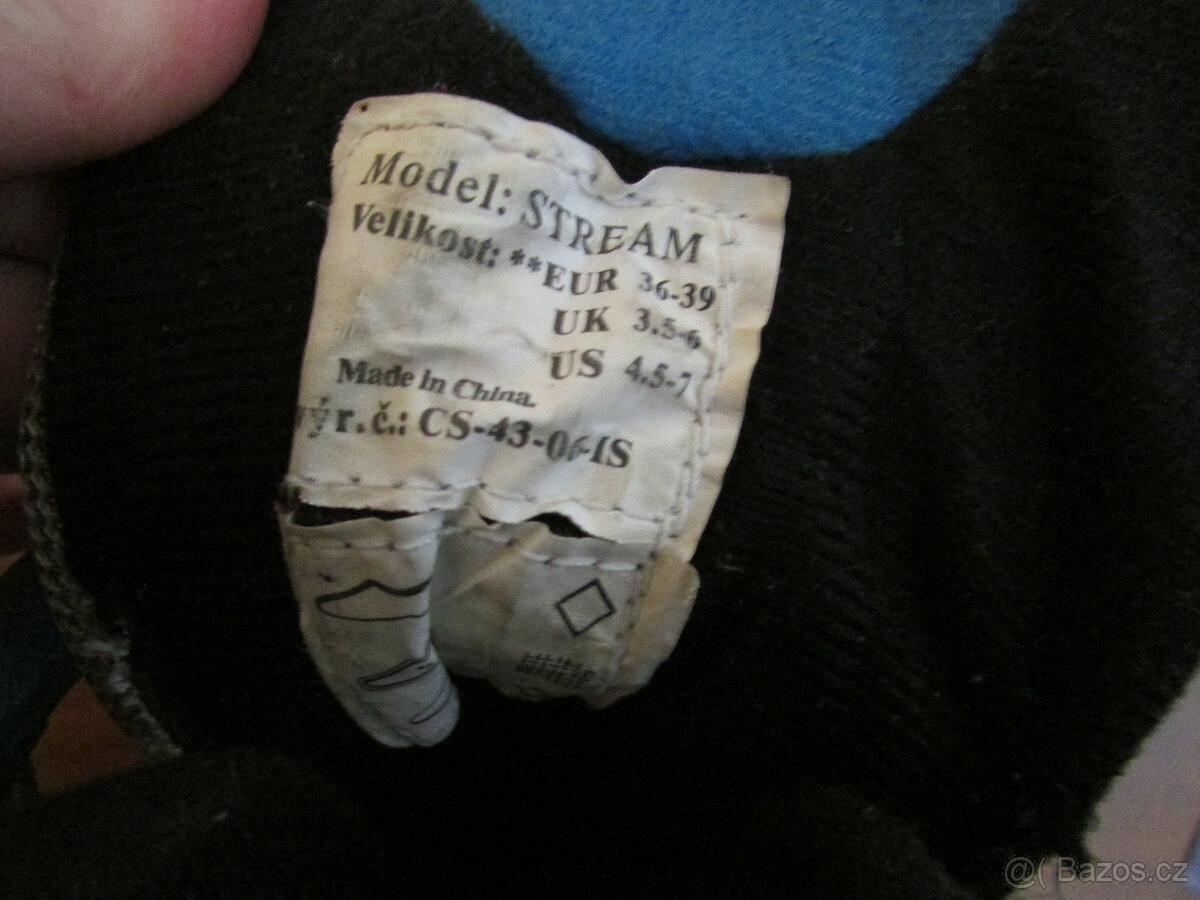 Model: STREAM
Velikost: **EUR 36-39
UK 3.5-6
US 4.5-7
Made in China.
výr.č.: CS-43-06-IS
@( Bazos.cz